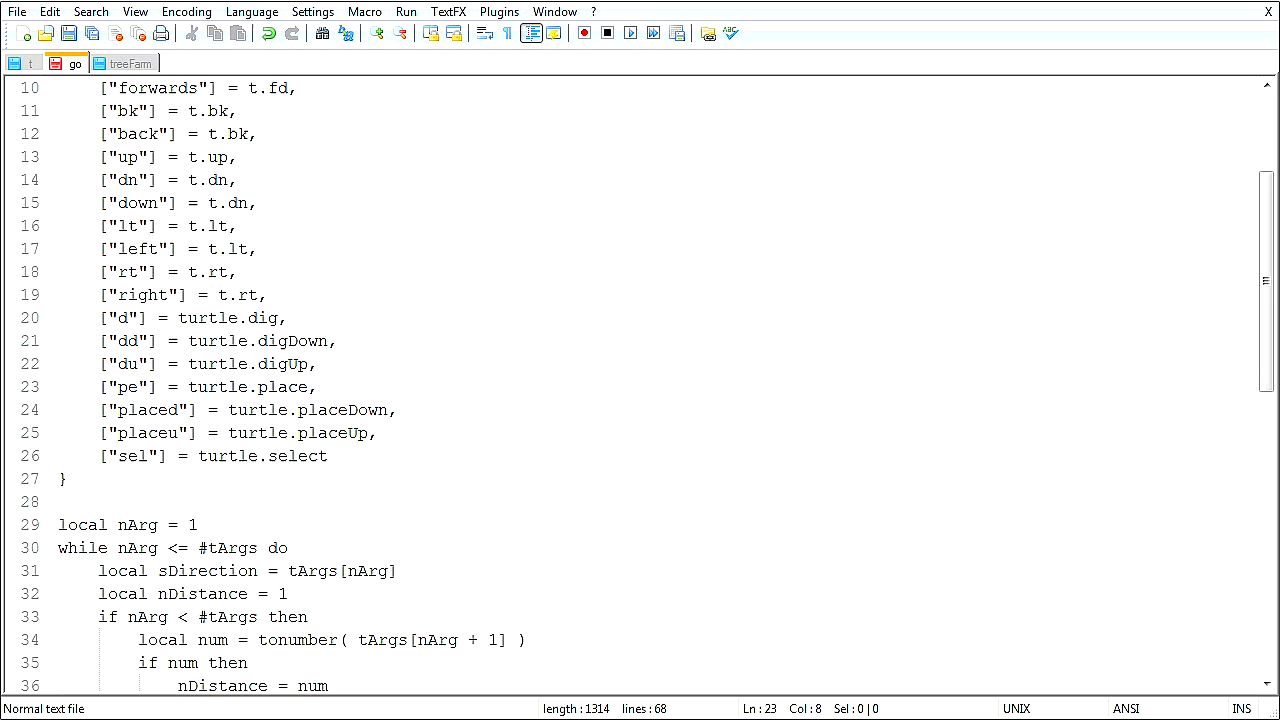 File Edit Search View Encoding Language Settings Macro Run TextFX Plugins Window ? X
t go treeFarm
10 ["forwards"] = t.fd,
11 ["bk"] = t.bk,
12 ["back"] = t.bk,
13 ["up"] = t.up,
14 ["dn"] = t.dn,
15 ["down"] = t.dn,
16 ["lt"] = t.lt,
17 ["left"] = t.lt,
18 ["rt"] = t.rt,
19 ["right"] = t.rt,
20 ["d"] = turtle.dig,
21 ["dd"] = turtle.digDown,
22 ["du"] = turtle.digUp,
23 ["pe"] = turtle.place,
24 ["placed"] = turtle.placeDown,
25 ["placeu"] = turtle.placeUp,
26 ["sel"] = turtle.select
27 }
28
29 local nArg = 1
30 while nArg <= #tArgs do
31 local sDirection = tArgs[nArg]
32 local nDistance = 1
33 if nArg < #tArgs then
34 local num = tonumber( tArgs[nArg + 1] )
35 if num then
36 nDistance = num
Normal text file length : 1314 lines : 68 Ln : 23 Col : 8 Sel : 0 | 0 UNIX ANSI INS